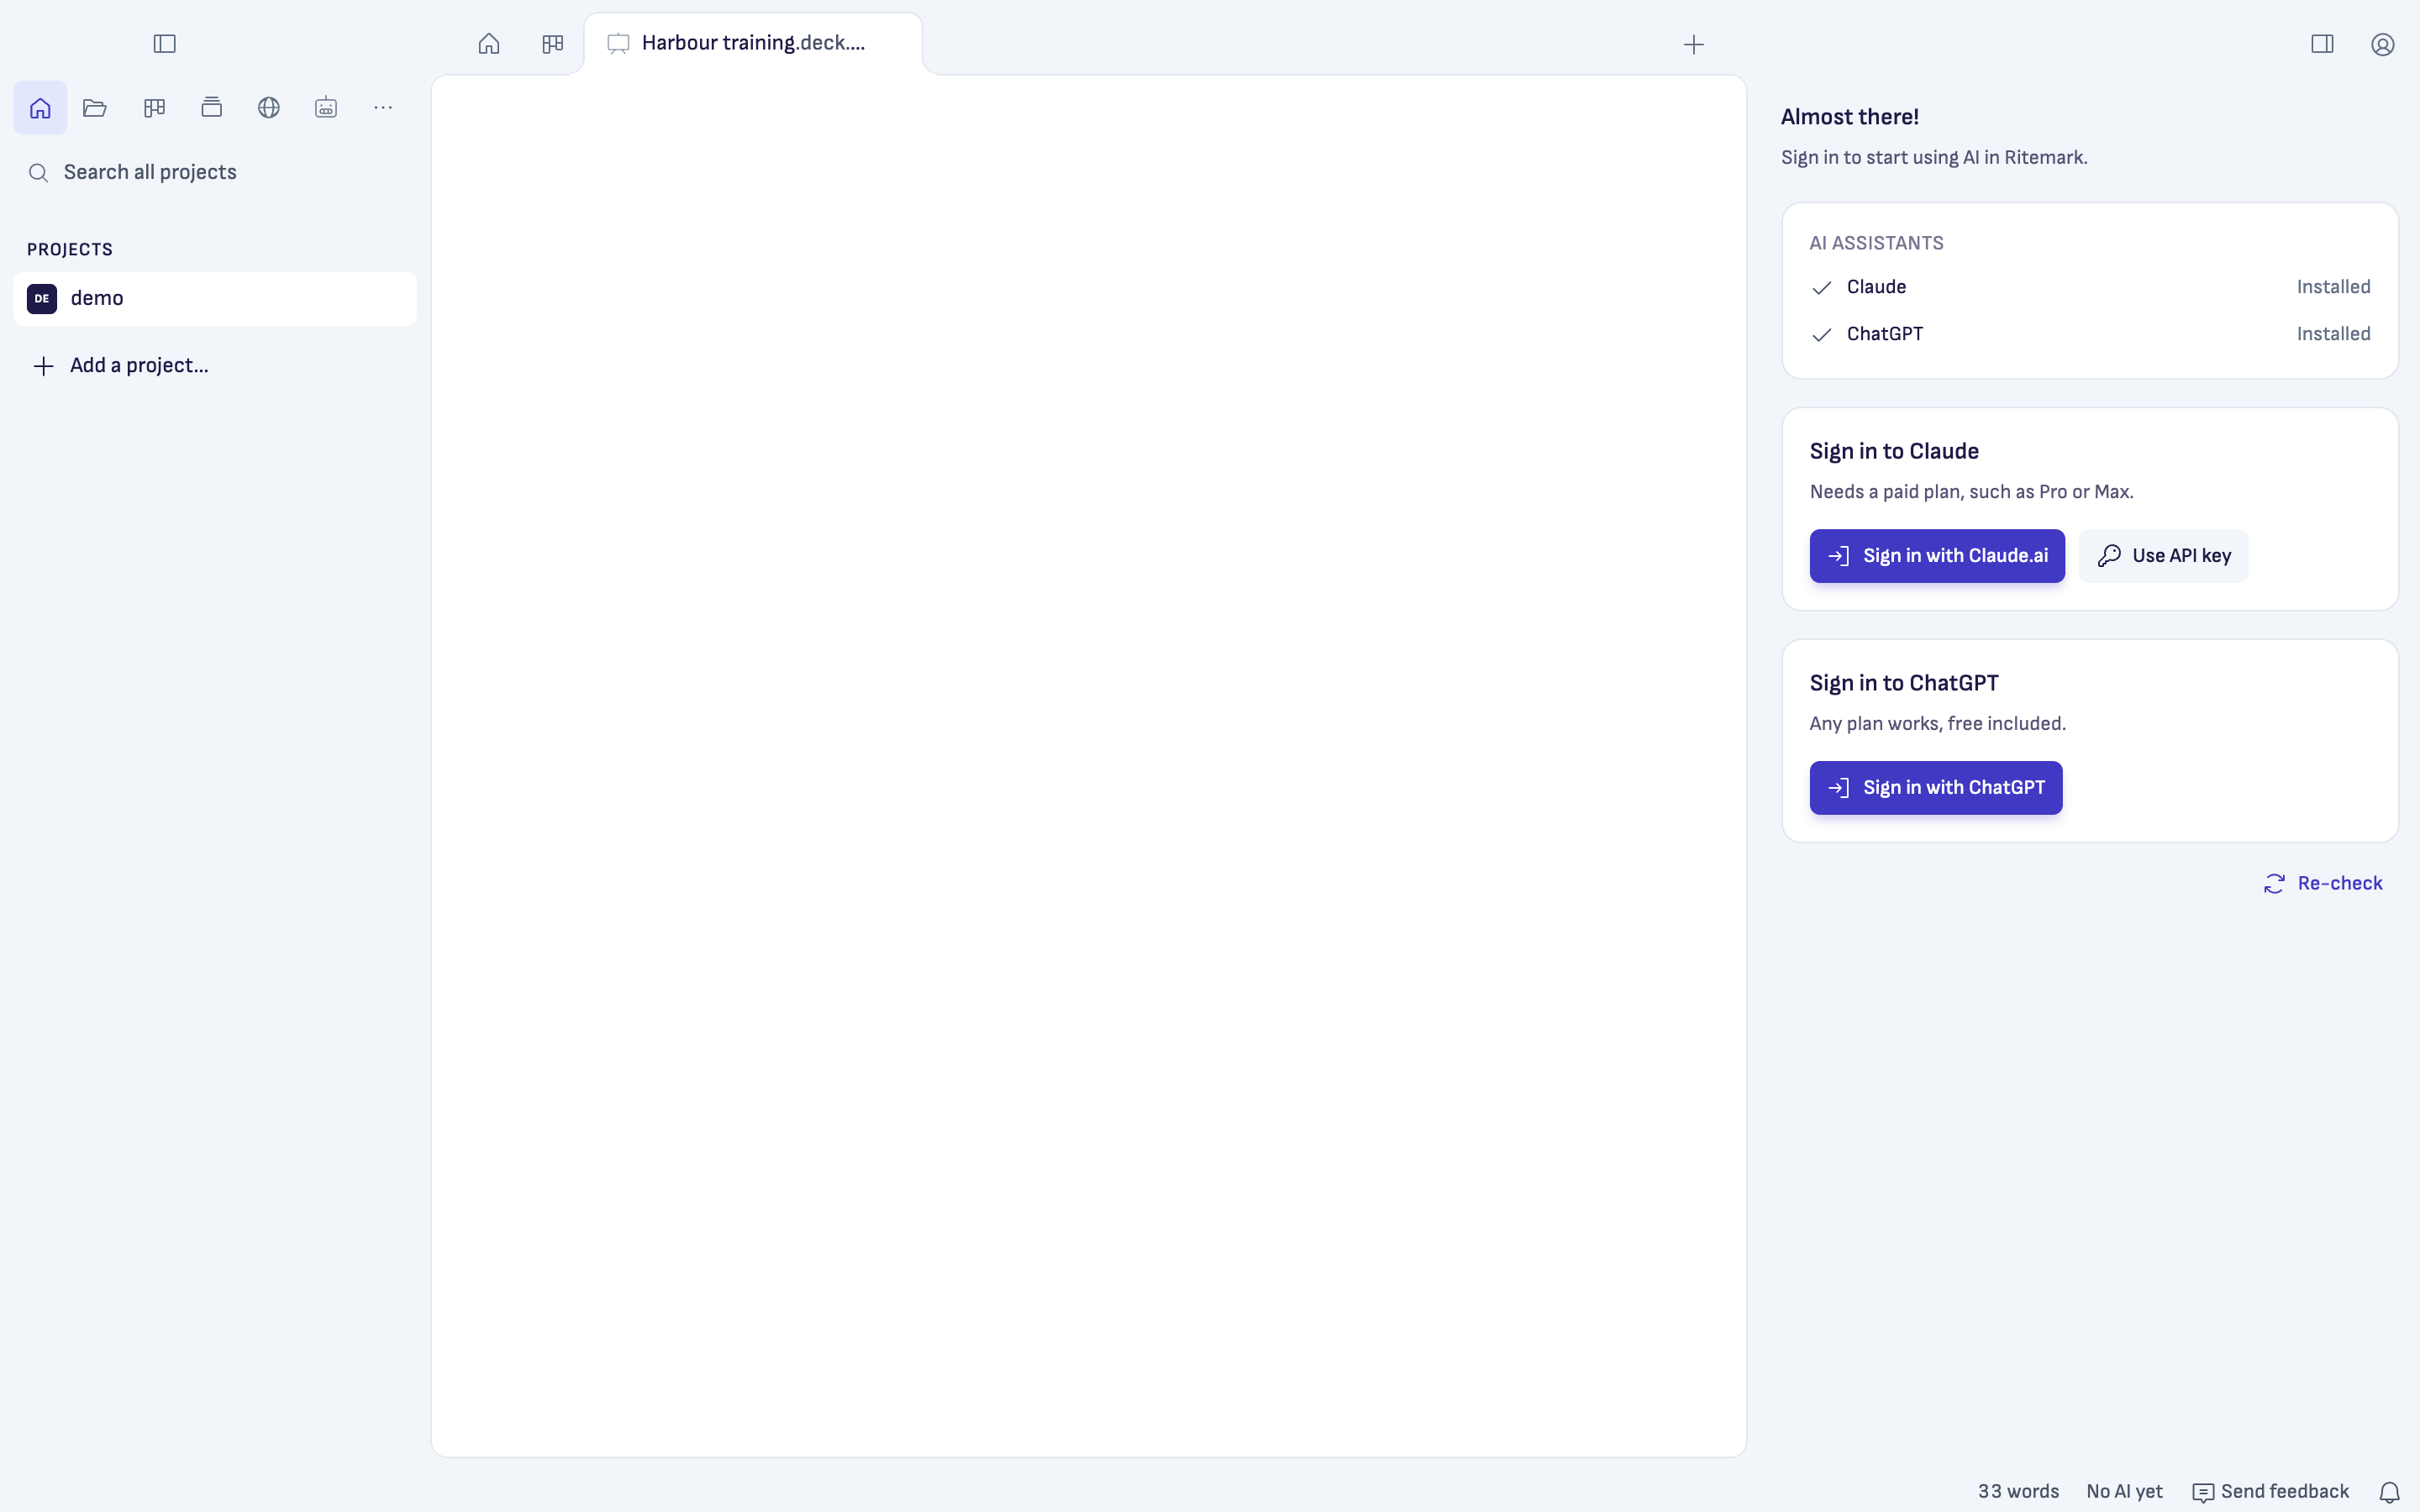 Harbour training.deck....
Search all projects
PROJECTS
DE demo
Add a project...
Almost there!
Sign in to start using AI in Ritemark.
AI ASSISTANTS
Claude Installed
ChatGPT Installed
Sign in to Claude
Needs a paid plan, such as Pro or Max.
Sign in with Claude.ai Use API key
Sign in to ChatGPT
Any plan works, free included.
Sign in with ChatGPT
Re-check
33 words No AI yet Send feedback